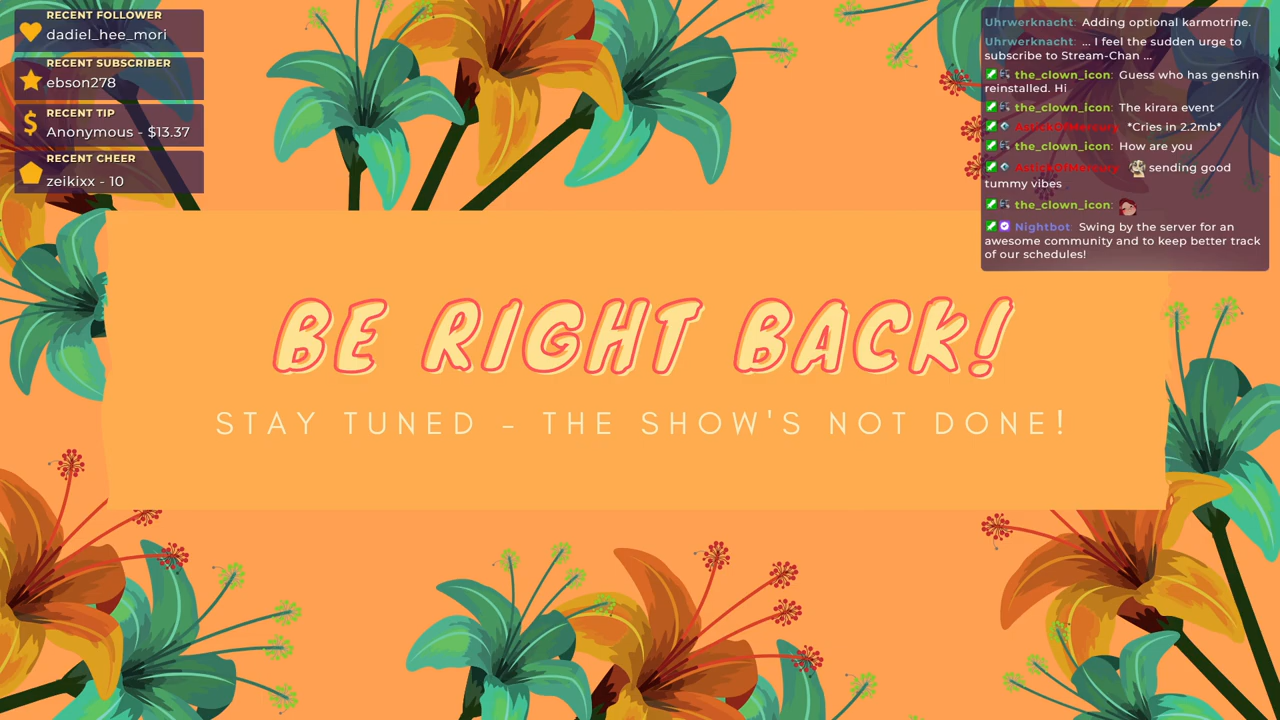 RECENT FOLLOWER
dadiel_hee_mori
RECENT SUBSCRIBER
ebson278
RECENT TIP
Anonymous - $13.37
RECENT CHEER
zeikixx - 10
Uhrwerknacht: Adding optional karmotrine.
Uhrwerknacht: ... I feel the sudden urge to
subscribe to Stream-Chan ...
the_clown_icon: Guess who has genshin
reinstalled. Hi
the_clown_icon: The kirara event
AstickOfMercury: *Cries in 2.2mb*
the_clown_icon: How are you
AstickOfMercury: sending good
tummy vibes
the_clown_icon:
Nightbot: Swing by the server for an
awesome community and to keep better track
of our schedules!
BE RIGHT BACK!
STAY TUNED - THE SHOW'S NOT DONE!